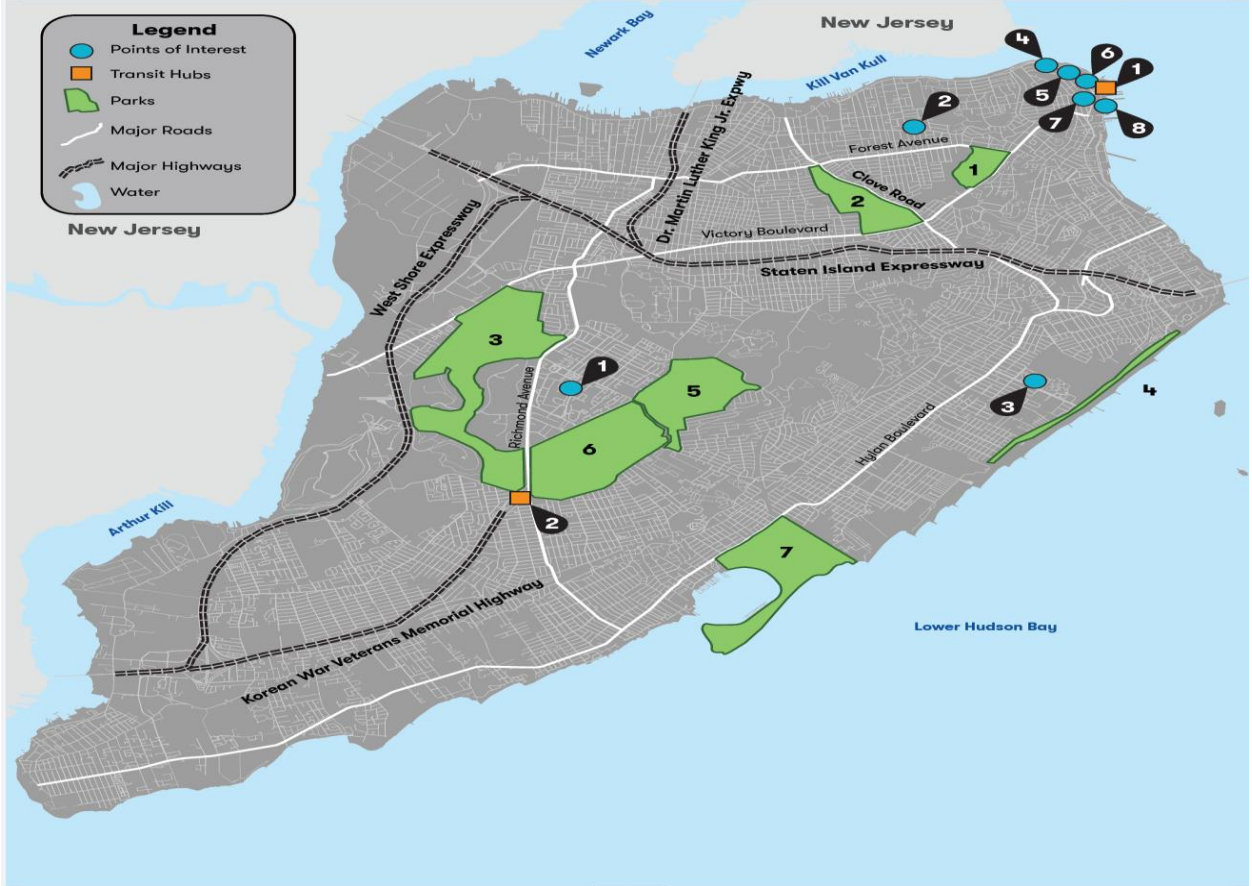 Legend
Points of Interest
Transit Hubs
Parks
Major Roads
Major Highways
Water
New Jersey
New Jersey
Newark Bay
Kill Van Kull
4
6
1
5
7
8
2
Forest Avenue
1
Clove Road
2
Dr. Martin Luther King Jr. Expwy
Victory Boulevard
Staten Island Expressway
West Shore Expressway
3
1
5
3
4
Richmond Avenue
6
Hylan Boulevard
2
7
Arthur Kill
Korean War Veterans Memorial Highway
Lower Hudson Bay